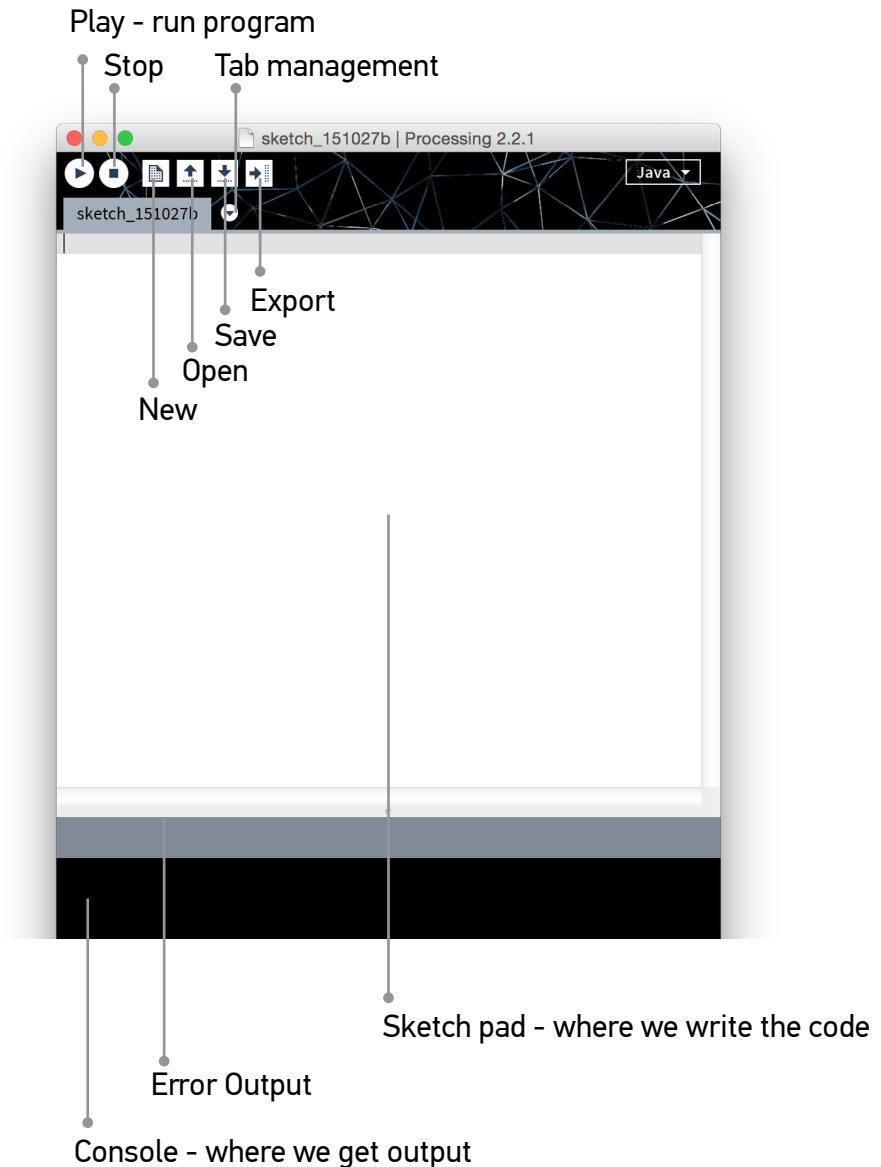 Play - run program
Stop
Tab management
sketch_151027b | Processing 2.2.1
Java
sketch_151027b
Export
Save
Open
New
Sketch pad - where we write the code
Error Output
Console - where we get output